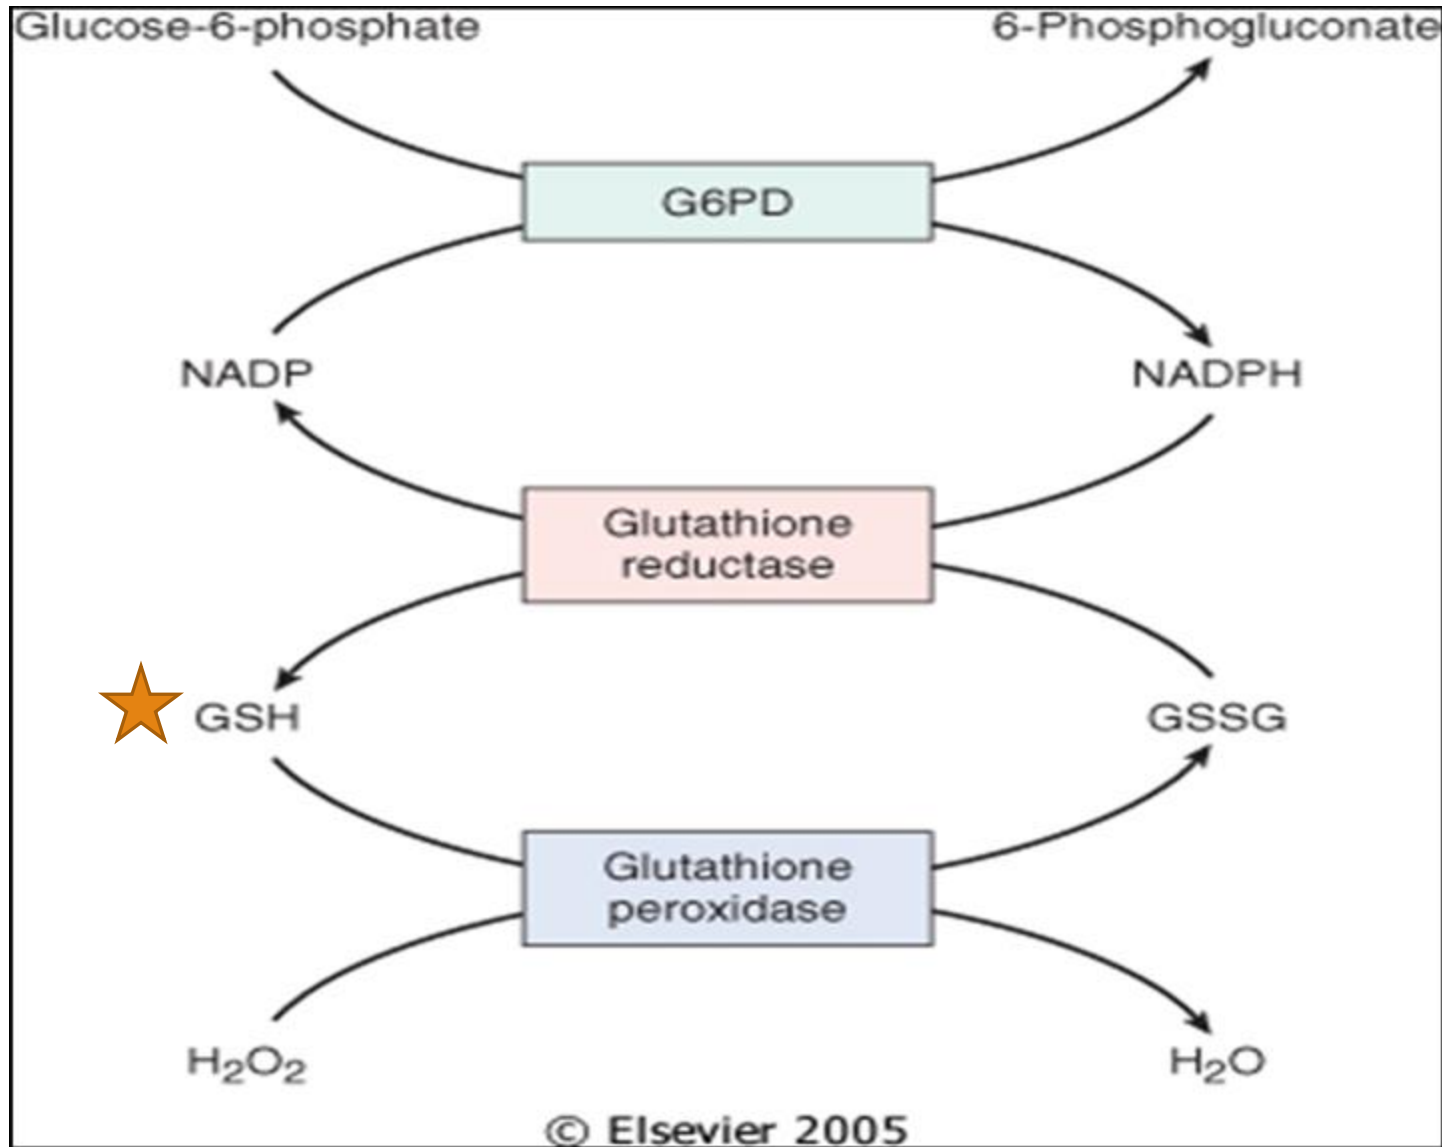 Glucose-6-phosphate
6-Phosphogluconate
G6PD
NADP
NADPH
Glutathione
reductase
GSH
GSSG
Glutathione
peroxidase
H₂O₂
H₂O
© Elsevier 2005